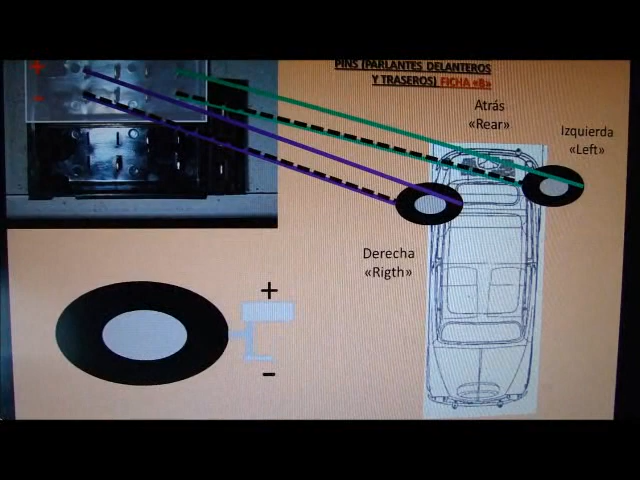 PINS (PARLANTES DELANTEROS
Y TRASEROS) FICHA «B»
Atrás
«Rear»
Izquierda
«Left»
Derecha
«Rigth»
+
-
+
-